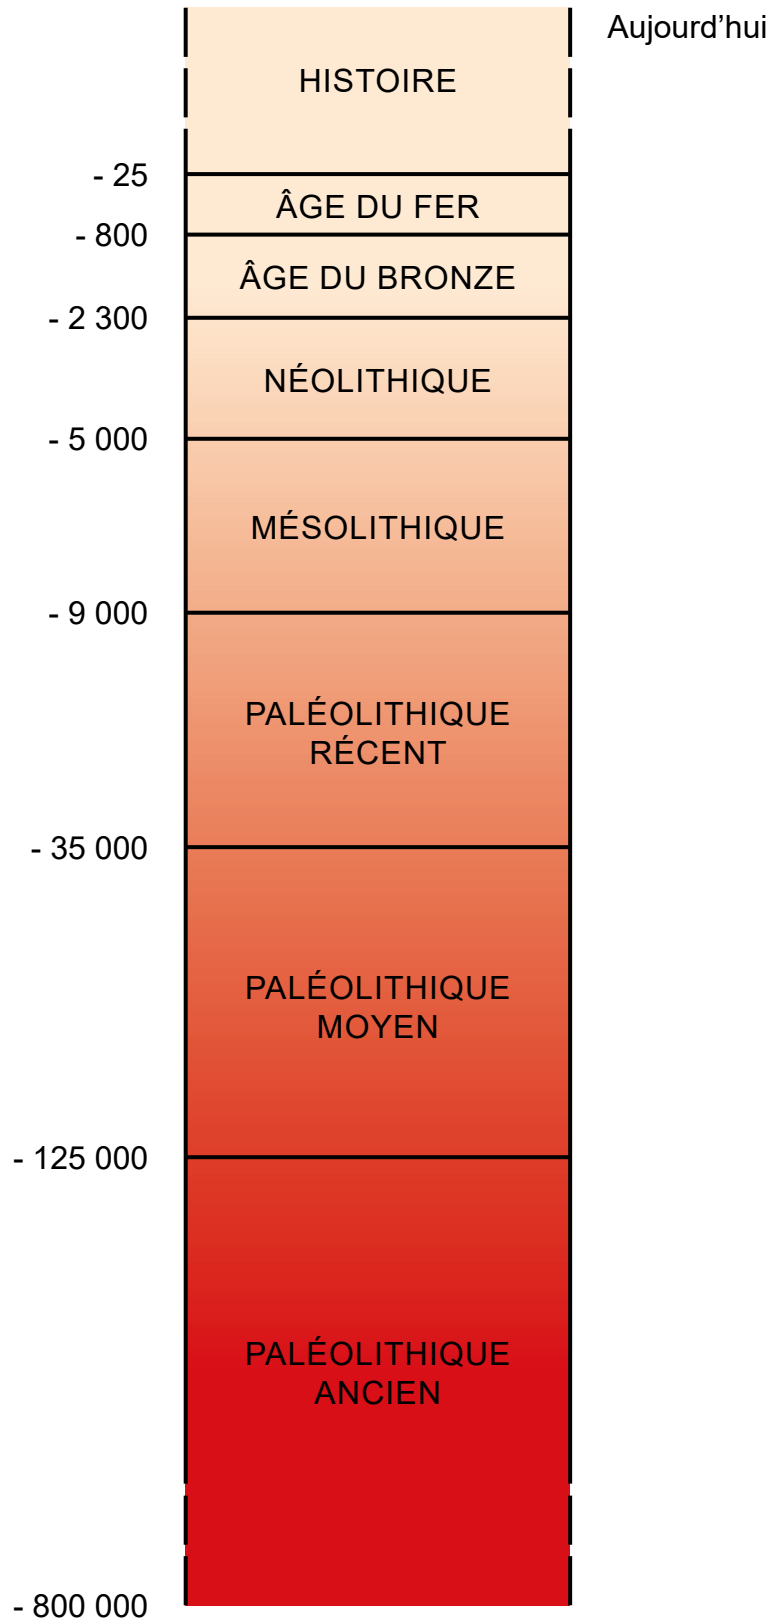 Aujourd’hui
HISTOIRE
- 25
ÂGE DU FER
- 800
ÂGE DU BRONZE
- 2 300
NÉOLITHIQUE
- 5 000
MÉSOLITHIQUE
- 9 000
PALÉOLITHIQUE
RÉCENT
- 35 000
PALÉOLITHIQUE
MOYEN
- 125 000
PALÉOLITHIQUE
ANCIEN
- 800 000